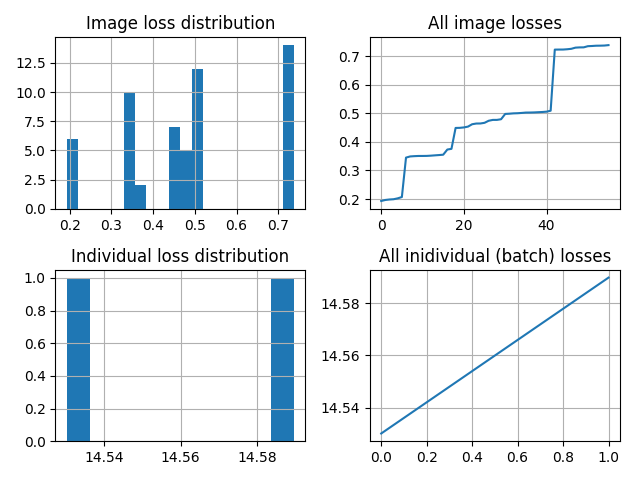 Image loss distribution
12.5
10.0
7.5
5.0
2.5
0.0
0.2 0.3 0.4 0.5 0.6 0.7
All image losses
0.7
0.6
0.5
0.4
0.3
0.2
0 20 40
Individual loss distribution
1.0
0.8
0.6
0.4
0.2
0.0
14.54 14.56 14.58
All inidividual (batch) losses
14.58
14.56
14.54
0.0 0.2 0.4 0.6 0.8 1.0